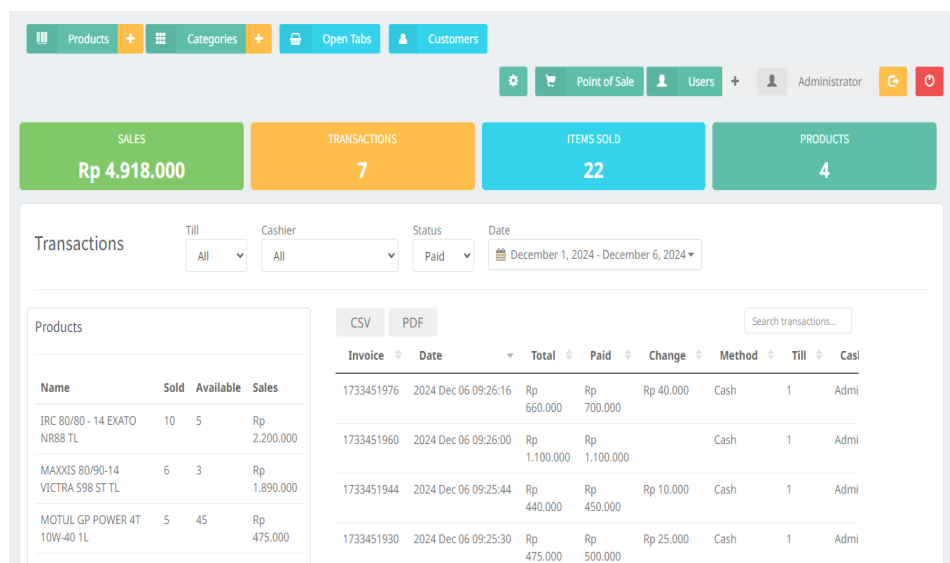 Products + Categories + Open Tabs Customers
Point of Sale Users + Administrator
SALES
Rp 4.918.000
TRANSACTIONS
7
ITEMS SOLD
22
PRODUCTS
4
Transactions
Till
All
Cashier
All
Status
Paid
Date
December 1, 2024 - December 6, 2024
Products
Name Sold Available Sales
IRC 80/80 - 14 EXATO 10 5 Rp
NR88 TL 2.200.000
MAXXIS 80/90-14 6 3 Rp
VICTRA S98 ST TL 1.890.000
MOTUL GP POWER 4T 5 45 Rp
10W-40 1L 475.000
CSV PDF
Search transactions...
Invoice Date Total Paid Change Method Till Cas
1733451976 2024 Dec 06 09:26:16 Rp Rp Rp 40.000 Cash 1 Admi
660.000 700.000
1733451960 2024 Dec 06 09:26:00 Rp Rp Cash 1 Admi
1.100.000 1.100.000
1733451944 2024 Dec 06 09:25:44 Rp Rp Rp 10.000 Cash 1 Admi
440.000 450.000
1733451930 2024 Dec 06 09:25:30 Rp Rp Rp 25.000 Cash 1 Admi
475.000 500.000